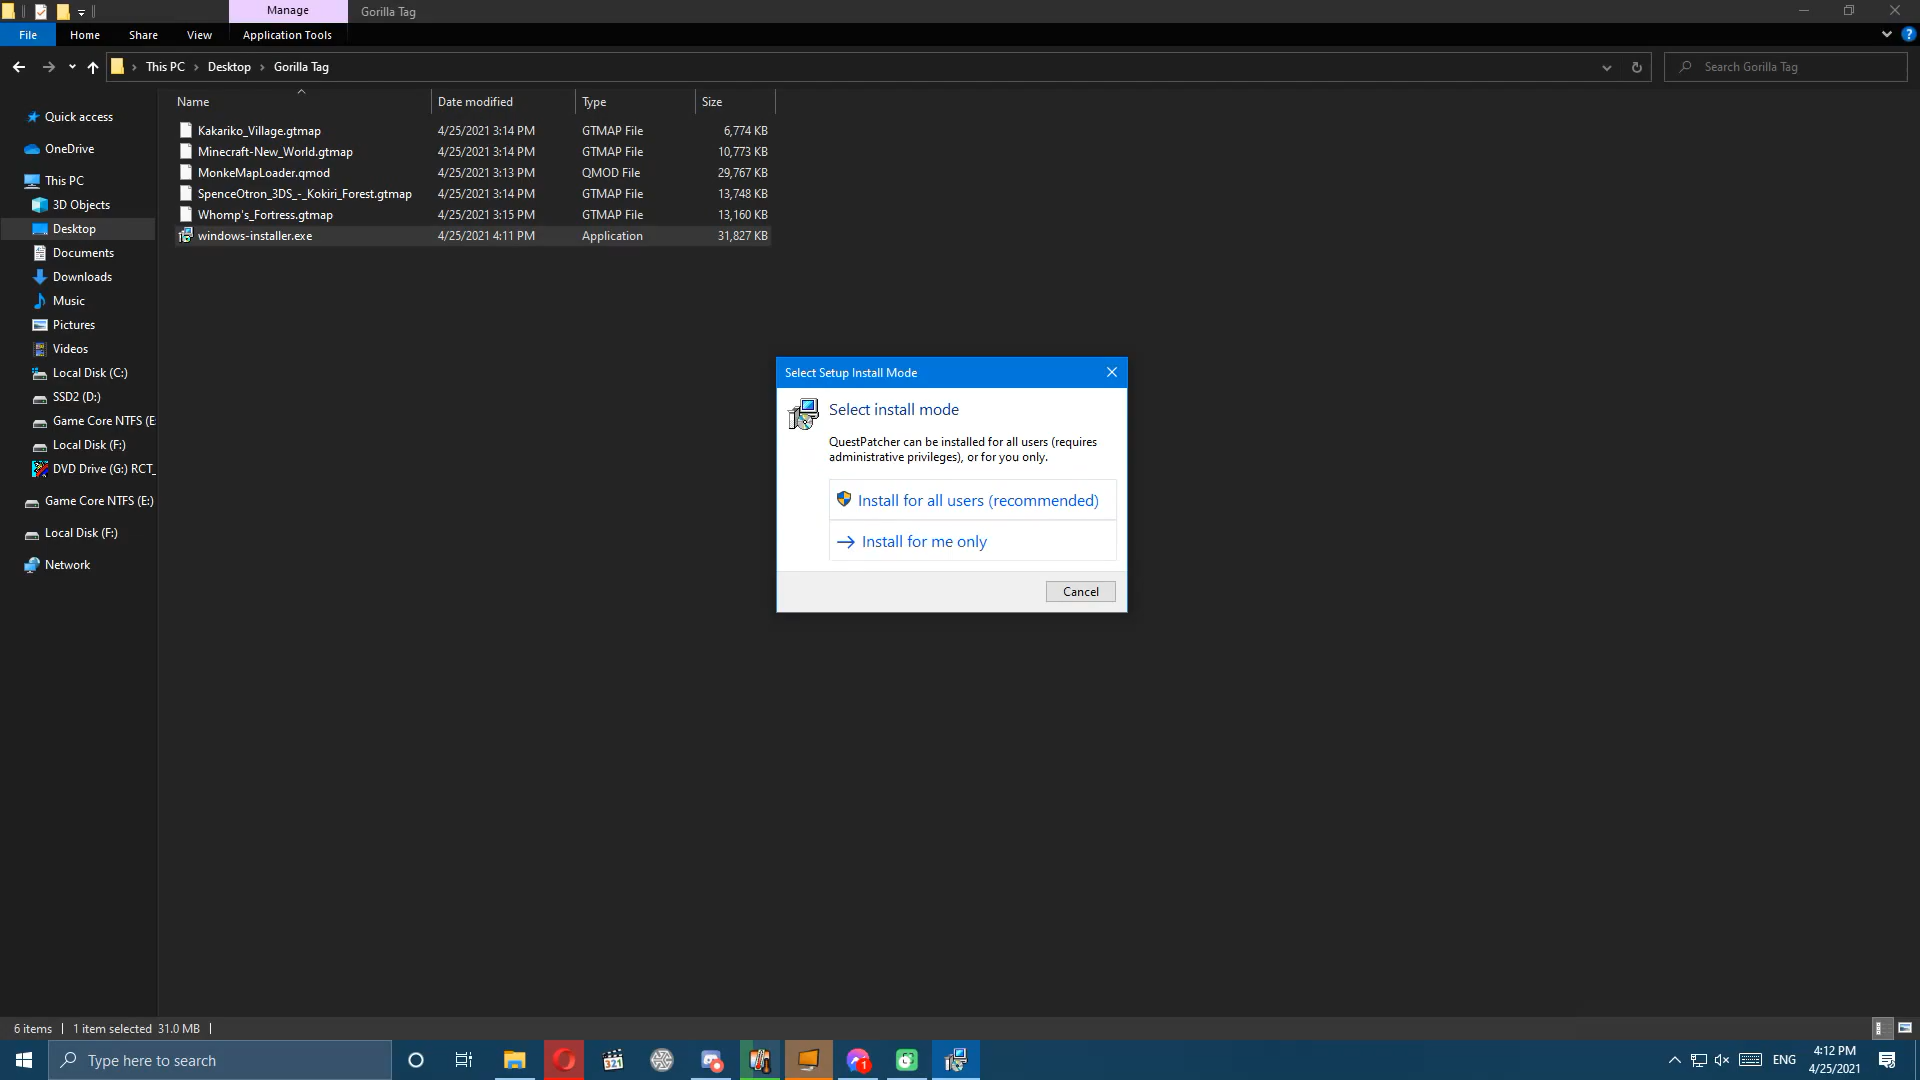 Manage
Gorilla Tag
File
Home
Share
View
Application Tools
This PC
Desktop
Gorilla Tag
Search Gorilla Tag
Name
Date modified
Type
Size
Kakariko_Village.gtmap
4/25/2021 3:14 PM
GTMAP File
6,774 KB
Minecraft-New_World.gtmap
4/25/2021 3:14 PM
GTMAP File
10,773 KB
MonkeMapLoader.qmod
4/25/2021 3:13 PM
QMOD File
29,767 KB
SpenceOtron_3DS_-_Kokiri_Forest.gtmap
4/25/2021 3:14 PM
GTMAP File
13,748 KB
Whomp's_Fortress.gtmap
4/25/2021 3:15 PM
GTMAP File
13,160 KB
windows-installer.exe
4/25/2021 4:11 PM
Application
31,827 KB
Quick access
OneDrive
This PC
3D Objects
Desktop
Documents
Downloads
Music
Pictures
Videos
Local Disk (C:)
SSD2 (D:)
Game Core NTFS (E:
Local Disk (F:)
DVD Drive (G:) RCT_
Game Core NTFS (E:)
Local Disk (F:)
Network
Select Setup Install Mode
Select install mode
QuestPatcher can be installed for all users (requires
administrative privileges), or for you only.
Install for all users (recommended)
Install for me only
Cancel
6 items
1 item selected 31.0 MB
Type here to search
321
1
ENG
4:12 PM
4/25/2021